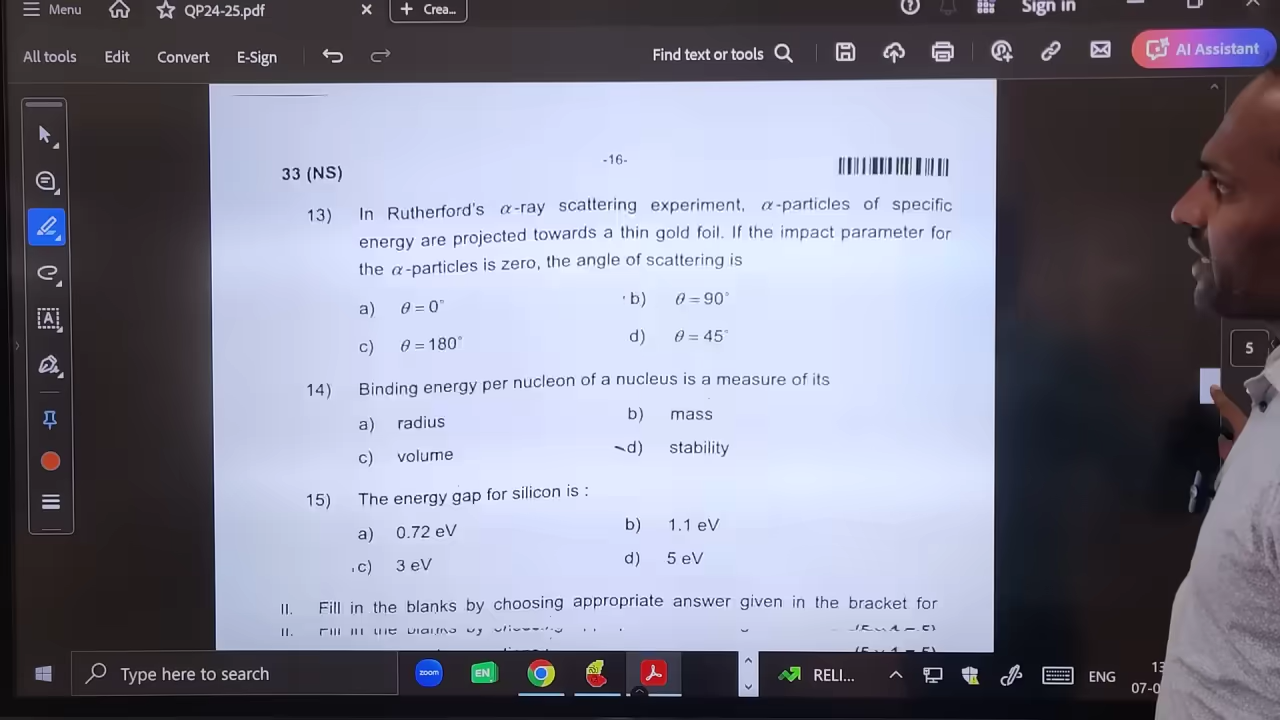 Menu
QP24-25.pdf
+ Crea...
Sign in
All tools
Edit
Convert
E-Sign
Find text or tools
AI Assistant
-16-
33 (NS)
13) In Rutherford's α-ray scattering experiment, α-particles of specific
energy are projected towards a thin gold foil. If the impact parameter for
the α-particles is zero, the angle of scattering is
a) θ = 0°
b) θ = 90°
c) θ = 180°
d) θ = 45°
14) Binding energy per nucleon of a nucleus is a measure of its
a) radius
b) mass
c) volume
d) stability
15) The energy gap for silicon is :
a) 0.72 eV
b) 1.1 eV
c) 3 eV
d) 5 eV
II. Fill in the blanks by choosing appropriate answer given in the bracket for
5
Type here to search
zoom
EN
RELI...
ENG